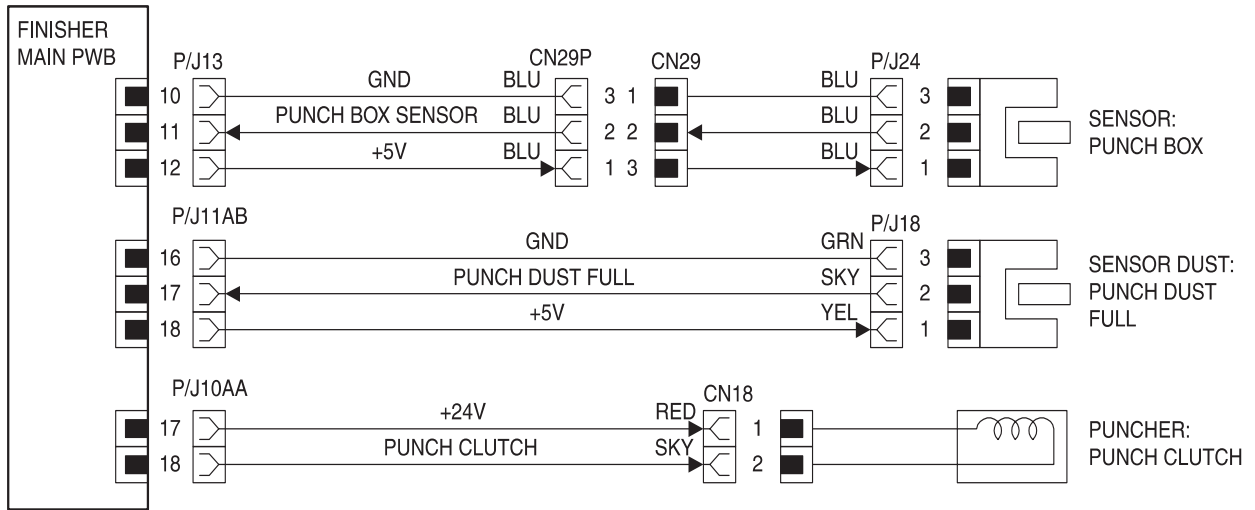 FINISHER
MAIN PWB
P/J13 CN29P CN29 P/J24
10 GND BLU 3 1 BLU 3
11 PUNCH BOX SENSOR BLU 2 2 BLU 2
12 +5V BLU 1 3 BLU 1
SENSOR:
PUNCH BOX
P/J11AB P/J18
16 GND GRN 3
17 PUNCH DUST FULL SKY 2
18 +5V YEL 1
SENSOR DUST:
PUNCH DUST
FULL
P/J10AA CN18
17 +24V RED 1
18 PUNCH CLUTCH SKY 2
PUNCHER:
PUNCH CLUTCH